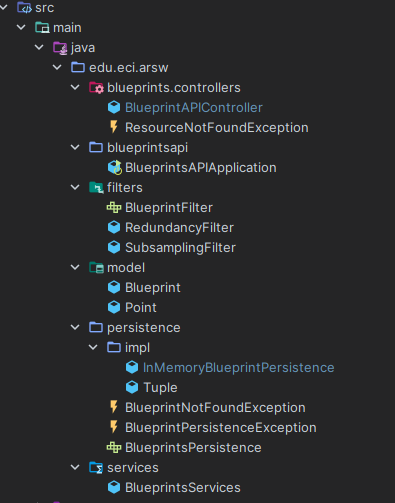 src
main
java
edu.eci.arsw
blueprints.controllers
BlueprintAPIController
ResourceNotFoundException
blueprintsapi
BlueprintsAPIApplication
filters
BlueprintFilter
RedundancyFilter
SubsamplingFilter
model
Blueprint
Point
persistence
impl
InMemoryBlueprintPersistence
Tuple
BlueprintNotFoundException
BlueprintPersistenceException
BlueprintsPersistence
services
BlueprintsServices